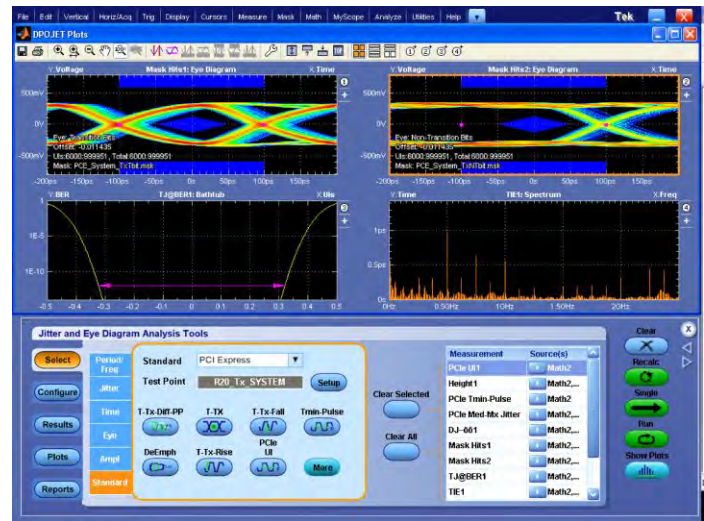 File Edit Vertical Horiz/Acq Trig Display Cursors Measure Mask Math MyScope Analyze Utilities Help Tek
DPOJET Plots
Y:Voltage Mask Hits1: Eye Diagram X:Time
500mV
0V
-500mV
Eye: Transition Bits
Offset: -0.011435
UIs:6000:999951, Total:6000:999951
Mask: PCE_System_TxTbit.msk
-200ps -150ps -100ps -50ps 0s 50ps 100ps 150ps
Y:Voltage Mask Hits2: Eye Diagram X:Time
500mV
0V
-500mV
Eye: Non-Transition Bits
Offset: -0.011435
UIs:6000:999951, Total:6000:999951
Mask: PCE_System_TxNTbit.msk
-200ps -150ps -100ps -50ps 0s 50ps 100ps 150ps
Y:BER TJ@BER1: Bathtub X:UIs
1
1E-5
1E-10
-0.5 -0.4 -0.3 -0.2 -0.1 0 0.1 0.2 0.3 0.4 0.5
Y:Time TIE1: Spectrum X:Freq
1ps
0.5ps
0s
0Hz 0.5GHz 1GHz 1.5GHz 2GHz
Jitter and Eye Diagram Analysis Tools
Select
Configure
Results
Plots
Reports
Period/
Freq
Jitter
Time
Eye
Ampl
Standard
Standard PCI Express
Test Point R20_Tx_SYSTEM Setup
T-Tx-Diff-PP T-TX T-Tx-Fall Tmin-Pulse
DeEmph T-Tx-Rise PCIe
UI
More
Clear Selected
Clear All
Measurement Source(s)
PCIe UI1 Math2
Height1 Math2,...
PCIe Tmin-Pulse Math2
PCIe Med-Mx Jitter Math2,...
DJ-δδ1 Math2,...
Mask Hits1 Math2,...
Mask Hits2 Math2,...
TJ@BER1 Math2,...
TIE1 Math2,...
Clear
X
Recalc
Single
Run
Show Plots